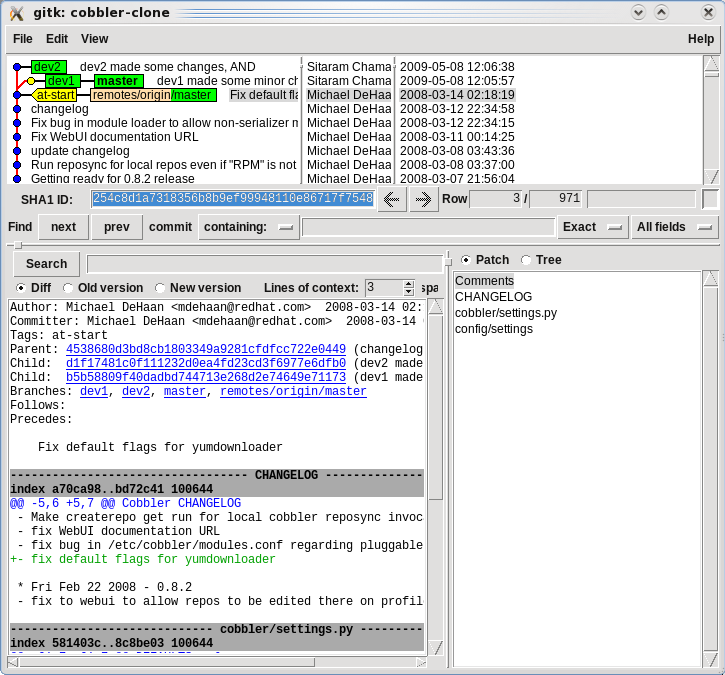 gitk: cobbler-clone
File Edit View Help
dev2 dev2 made some changes, AND Sitaram Chama 2009-05-08 12:06:38
dev1 master dev1 made some minor ch Sitaram Chama 2009-05-08 12:05:57
at-start remotes/origin/master Fix default fla Michael DeHaa 2008-03-14 02:18:19
changelog Michael DeHaa 2008-03-12 22:34:58
Fix bug in module loader to allow non-serializer m Michael DeHaa 2008-03-12 22:34:15
Fix WebUI documentation URL Michael DeHaa 2008-03-11 00:14:25
update changelog Michael DeHaa 2008-03-08 03:43:36
Run reposync for local repos even if "RPM" is not Michael DeHaa 2008-03-08 03:37:00
Getting ready for 0.8.2 release Michael DeHaa 2008-03-07 21:56:04
SHA1 ID: 254c8d1a7318356b8b9ef99948110e86717f7548 Row 3 / 971
Find next prev commit containing: Exact All fields
Search
Patch Tree
Diff Old version New version Lines of context: 3 spa
Comments
CHANGELOG
cobbler/settings.py
config/settings
Author: Michael DeHaan <mdehaan@redhat.com> 2008-03-14 02:
Committer: Michael DeHaan <mdehaan@redhat.com> 2008-03-14
Tags: at-start
Parent: 4538680d3bd8cb1803349a9281cfdfcc722e0449 (changelog
Child: d1f17481c0f111232d0ea4fd23cd3f6977e6dfb0 (dev2 made
Child: b5b58809f40dadbd744713e268d2e74649e71173 (dev1 made
Branches: dev1, dev2, master, remotes/origin/master
Follows:
Precedes:
Fix default flags for yumdownloader
---------------------------------- CHANGELOG --------------
index a70ca98..bd72c41 100644
@@ -5,6 +5,7 @@ Cobbler CHANGELOG
- Make createrepo get run for local cobbler reposync invoc
- fix WebUI documentation URL
- fix bug in /etc/cobbler/modules.conf regarding pluggable
+- fix default flags for yumdownloader
* Fri Feb 22 2008 - 0.8.2
- fix to webui to allow repos to be edited there on profile
----------------------------- cobbler/settings.py ---------
index 581403c..8c8be03 100644